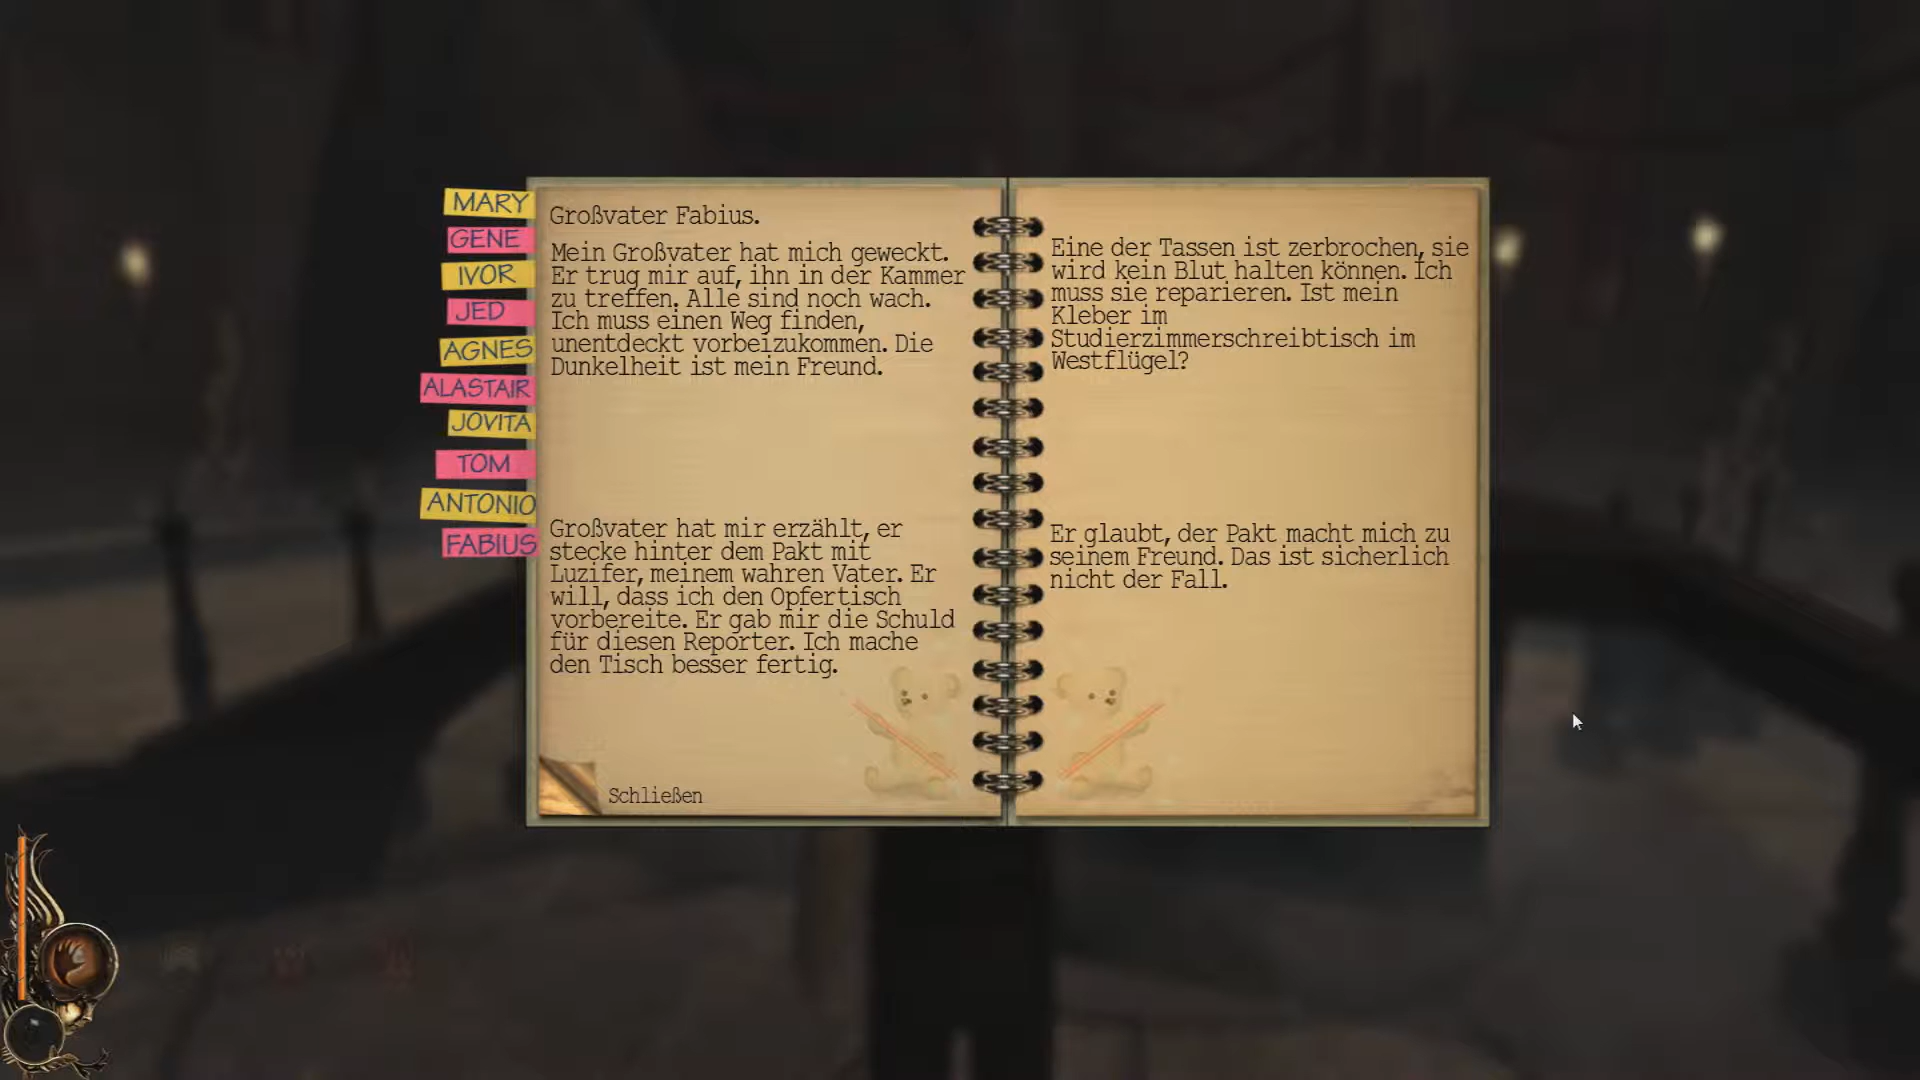 MARY
GENE
IVOR
JED
AGNES
ALASTAIR
JOVITA
TOM
ANTONIO
FABIUS
Großvater Fabius.
Mein Großvater hat mich geweckt.
Er trug mir auf, ihn in der Kammer
zu treffen. Alle sind noch wach.
Ich muss einen Weg finden,
unentdeckt vorbeizukommen. Die
Dunkelheit ist mein Freund.
Großvater hat mir erzählt, er
stecke hinter dem Pakt mit
Luzifer, meinem wahren Vater. Er
will, dass ich den Opfertisch
vorbereite. Er gab mir die Schuld
für diesen Reporter. Ich mache
den Tisch besser fertig.
Schließen
Eine der Tassen ist zerbrochen, sie
wird kein Blut halten können. Ich
muss sie reparieren. Ist mein
Kleber im
Studierzimmerschreibtisch im
Westflügel?
Er glaubt, der Pakt macht mich zu
seinem Freund. Das ist sicherlich
nicht der Fall.